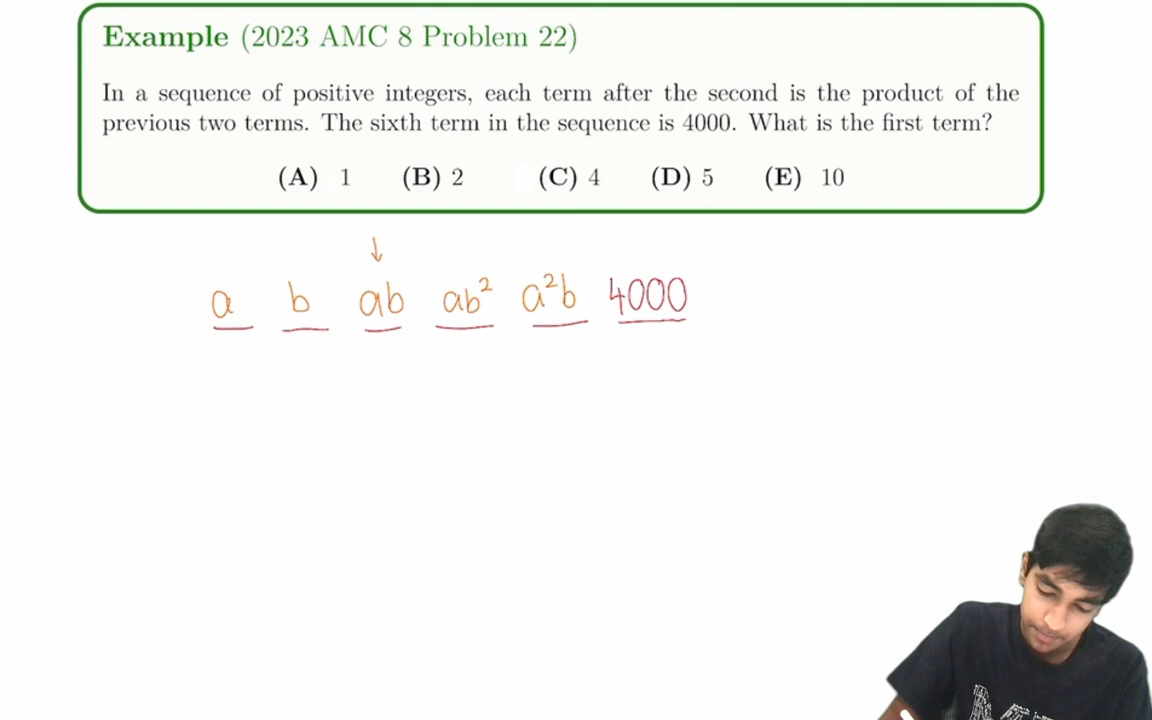 Example (2023 AMC 8 Problem 22)
In a sequence of positive integers, each term after the second is the product of the
previous two terms. The sixth term in the sequence is 4000. What is the first term?
(A) 1 (B) 2 (C) 4 (D) 5 (E) 10
↓
a b ab ab² a²b 4000